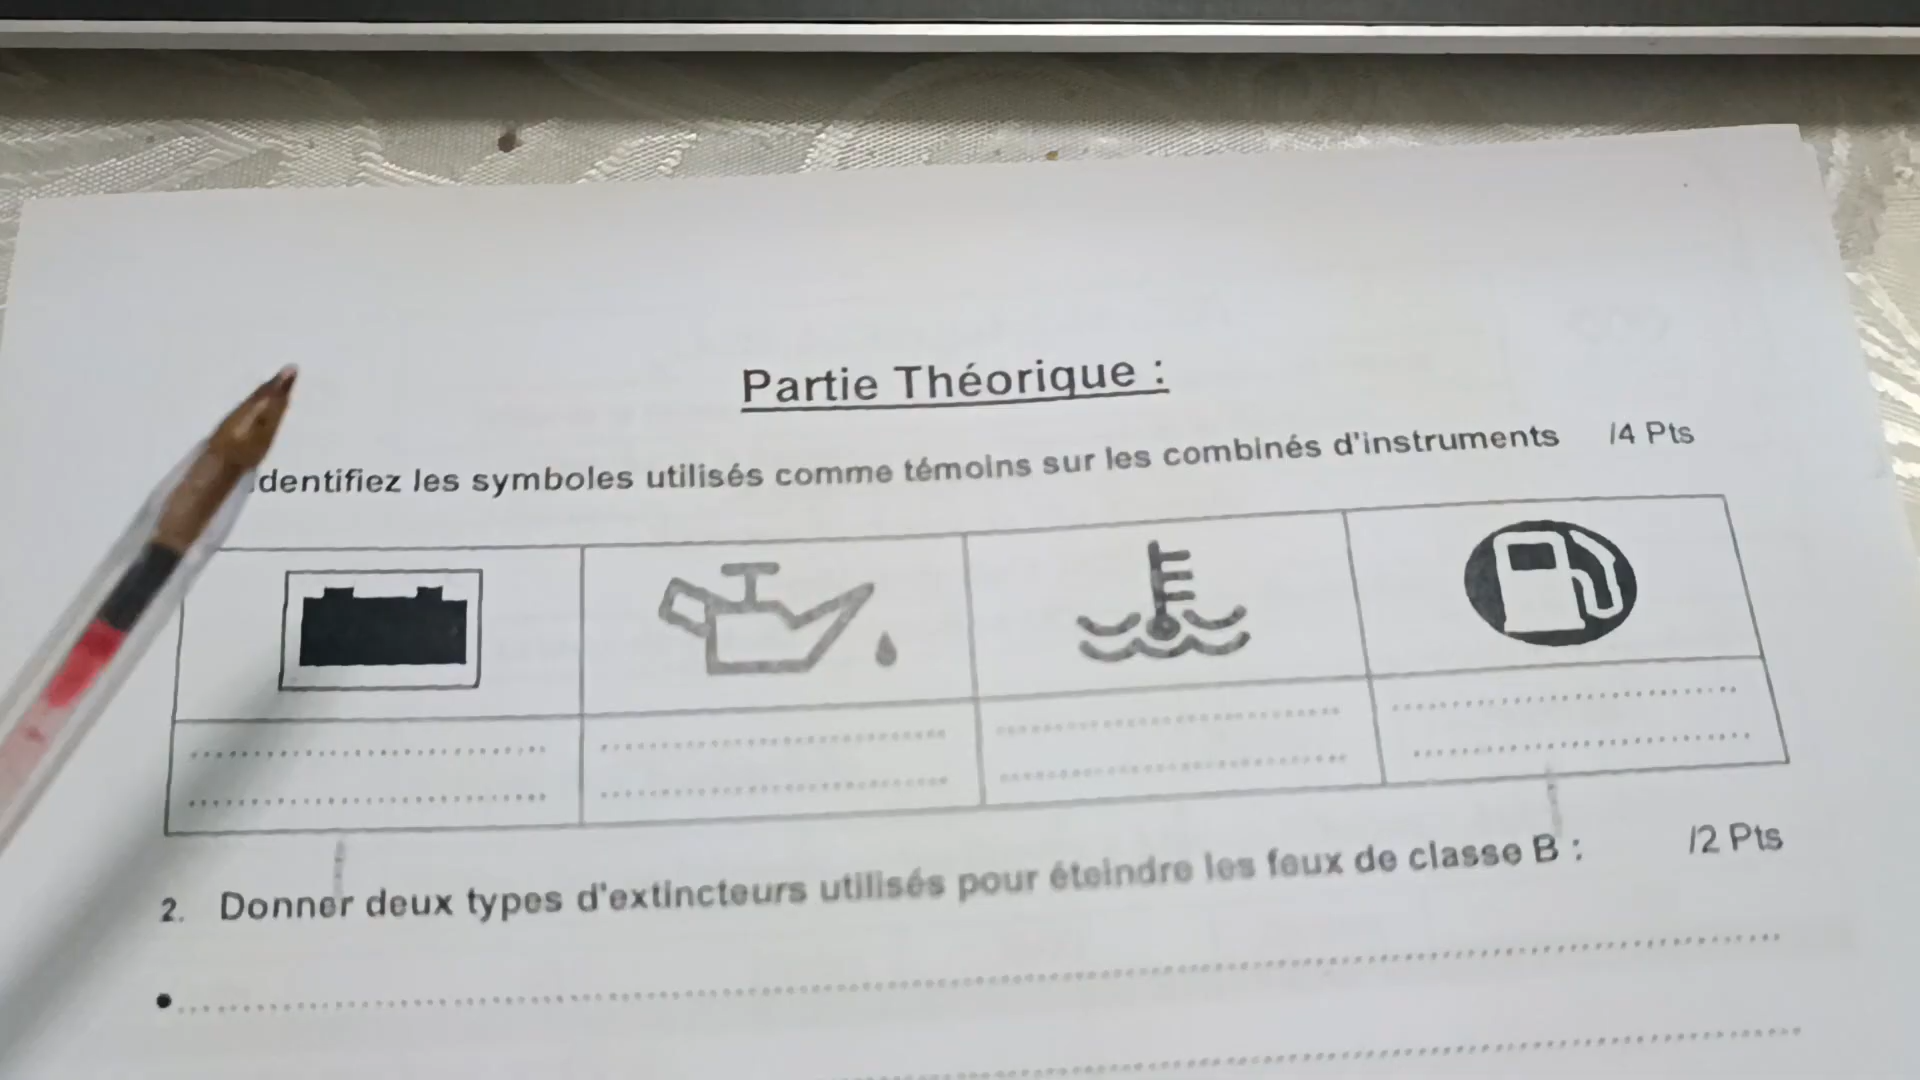 Partie Théorique :
dentifiez les symboles utilisés comme témoins sur les combinés d'instruments /4 Pts
2. Donner deux types d'extincteurs utilisés pour éteindre les feux de classe B : /2 Pts